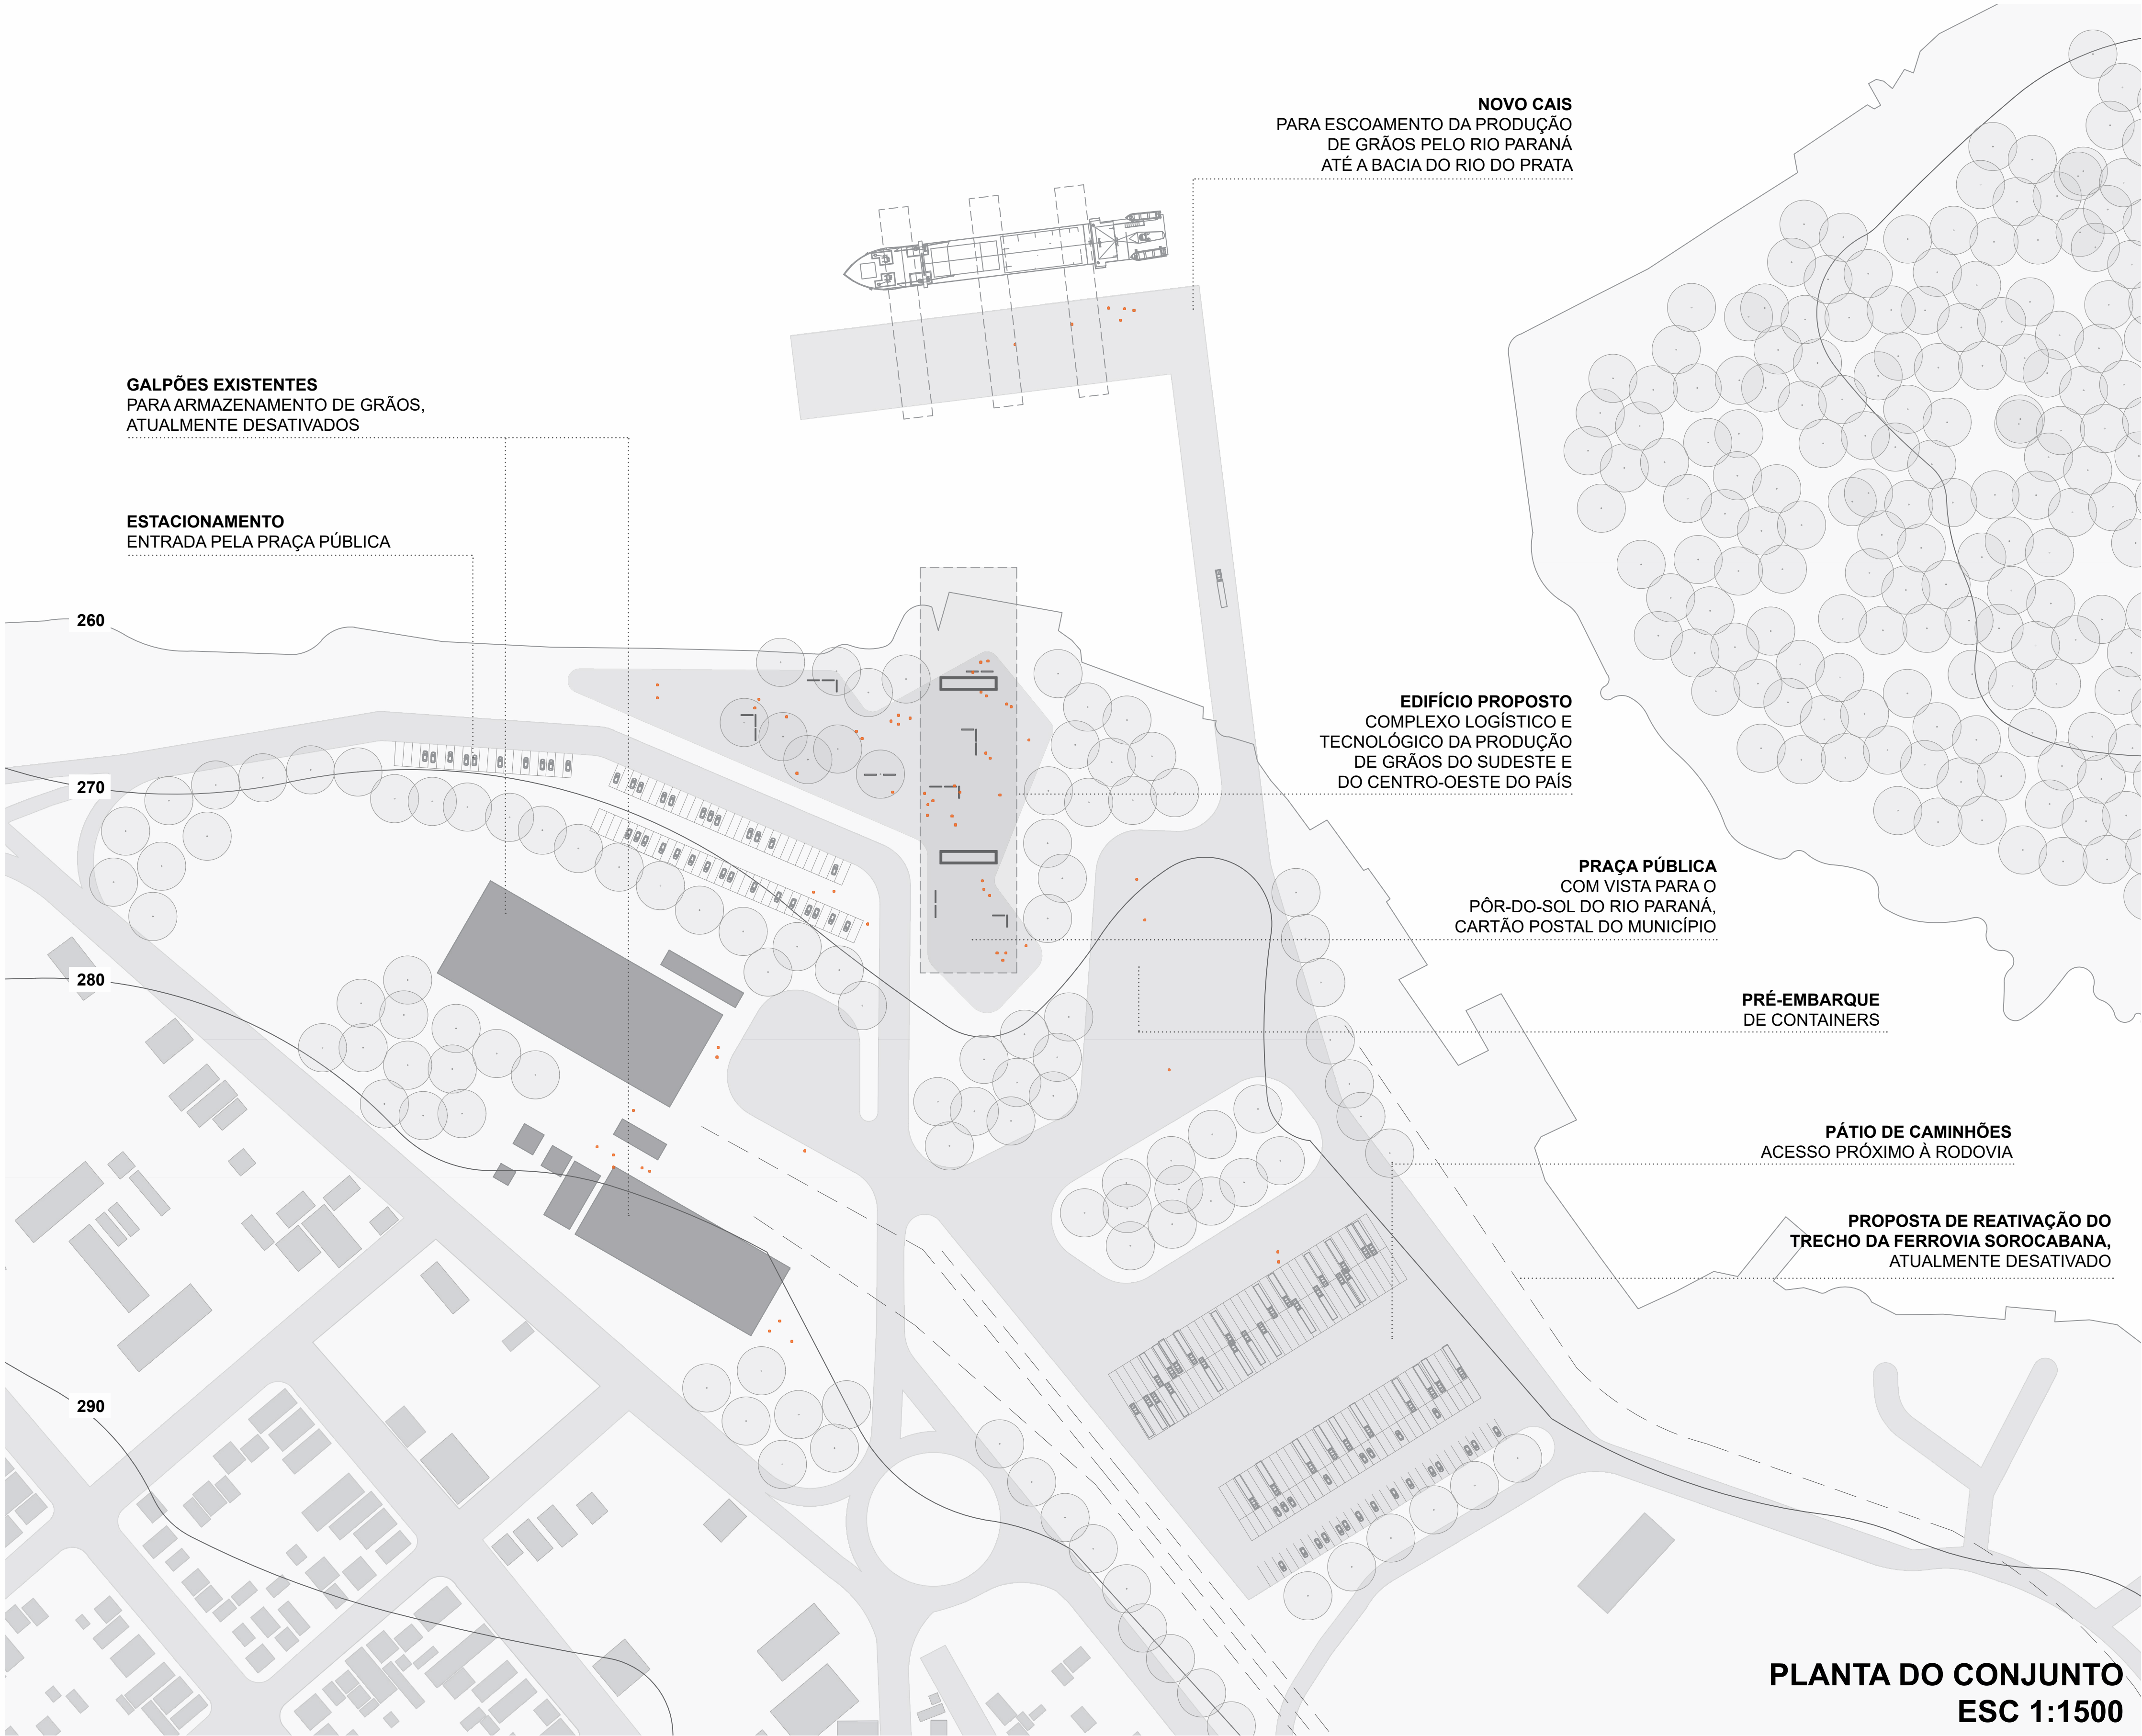 NOVO CAIS
PARA ESCOAMENTO DA PRODUÇÃO
DE GRÃOS PELO RIO PARANÁ
ATÉ A BACIA DO RIO DO PRATA
GALPÕES EXISTENTES
PARA ARMAZENAMENTO DE GRÃOS,
ATUALMENTE DESATIVADOS
ESTACIONAMENTO
ENTRADA PELA PRAÇA PÚBLICA
260
270
280
290
EDIFÍCIO PROPOSTO
COMPLEXO LOGÍSTICO E
TECNOLÓGICO DA PRODUÇÃO
DE GRÃOS DO SUDESTE E
DO CENTRO-OESTE DO PAÍS
PRAÇA PÚBLICA
COM VISTA PARA O
PÔR-DO-SOL DO RIO PARANÁ,
CARTÃO POSTAL DO MUNICÍPIO
PRÉ-EMBARQUE
DE CONTAINERS
PÁTIO DE CAMINHÕES
ACESSO PRÓXIMO À RODOVIA
PROPOSTA DE REATIVAÇÃO DO
TRECHO DA FERROVIA SOROCABANA,
ATUALMENTE DESATIVADO
PLANTA DO CONJUNTO
ESC 1:1500